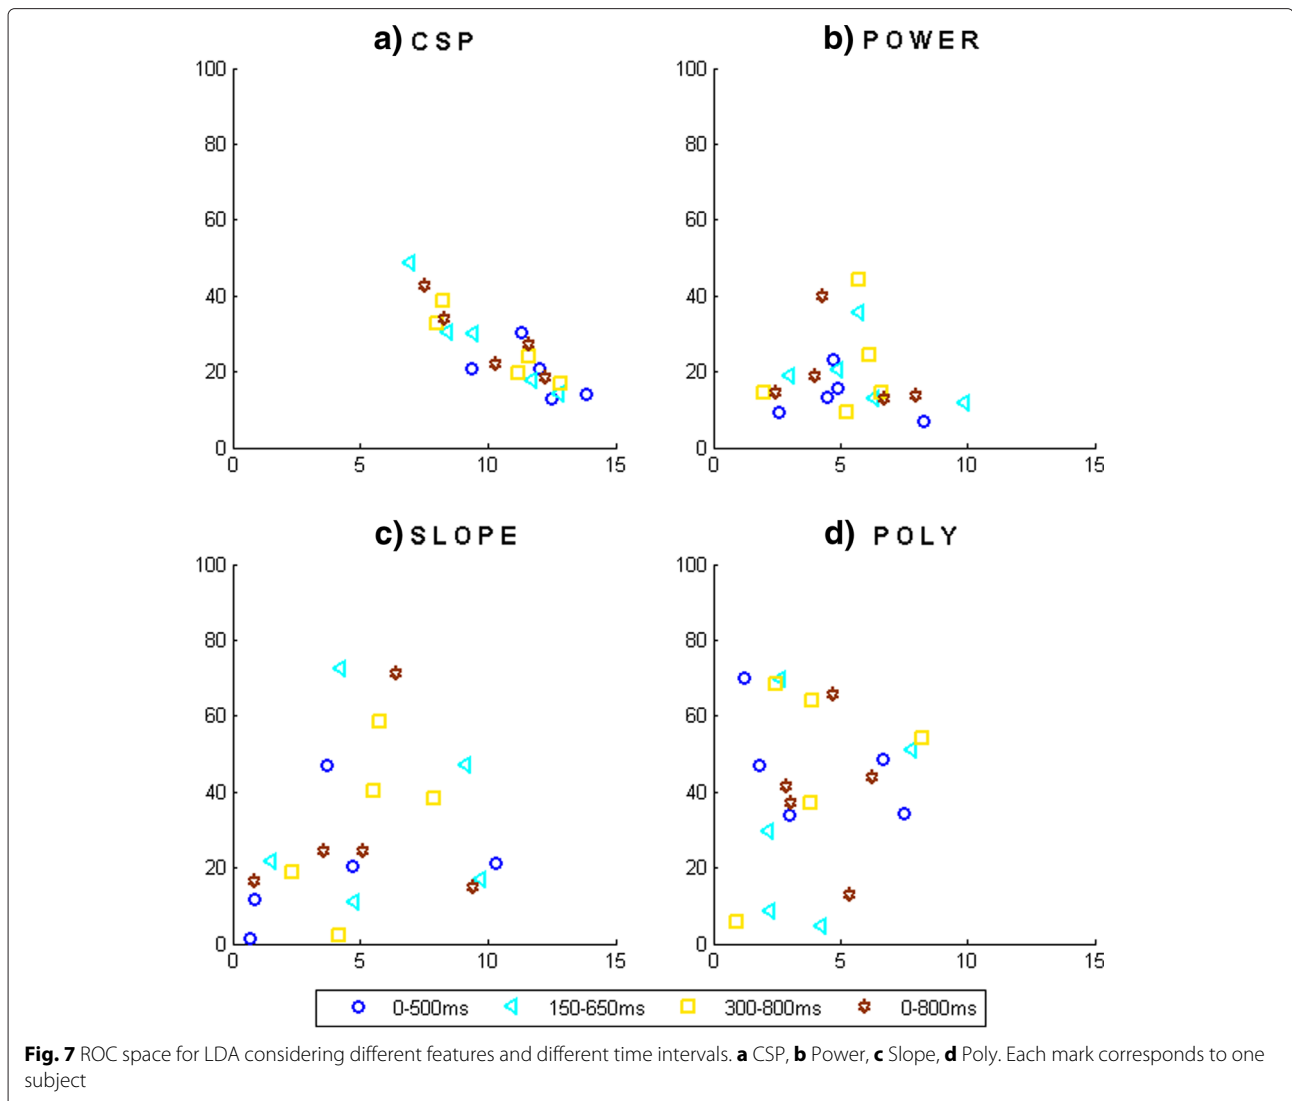 a) CSP
100
80
60
40
20
0
0 5 10 15
b) POWER
100
80
60
40
20
0
0 5 10 15
c) SLOPE
100
80
60
40
20
0
0 5 10 15
d) POLY
100
80
60
40
20
0
0 5 10 15
0-500ms 150-650ms 300-800ms 0-800ms
Fig. 7 ROC space for LDA considering different features and different time intervals. a CSP, b Power, c Slope, d Poly. Each mark corresponds to one
subject